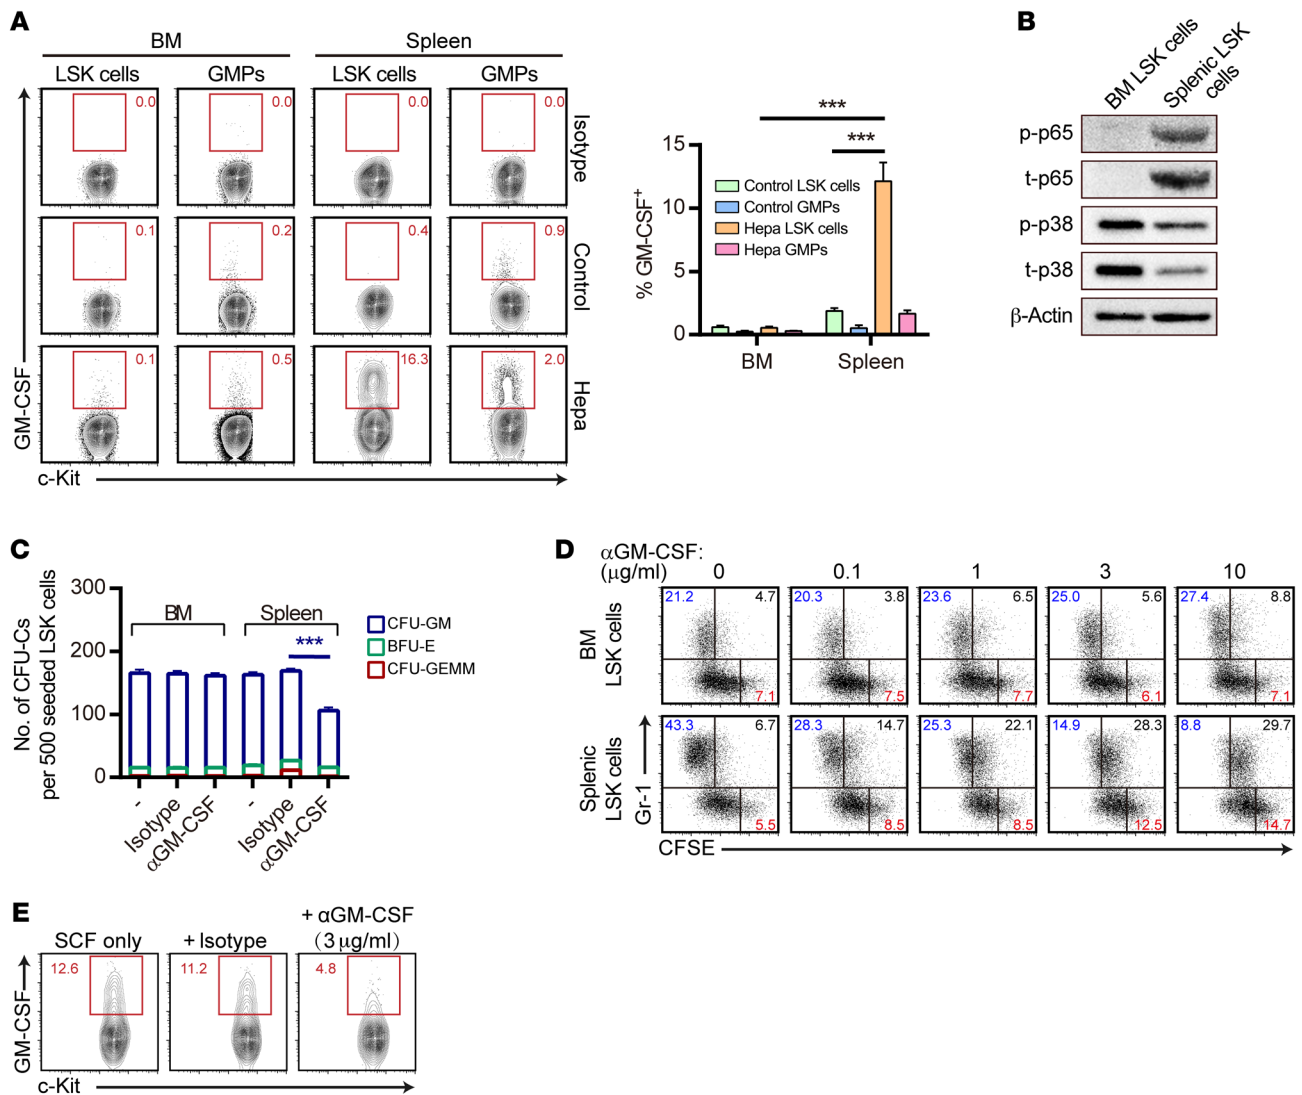 A
BM
Spleen
LSK cells
GMPs
LSK cells
GMPs
0.0
0.0
0.0
0.0
Isotype
0.1
0.2
0.4
0.9
Control
0.1
0.5
16.3
2.0
Hepa
GM-CSF
c-Kit
***
***
15
10
5
0
% GM-CSF+
Control LSK cells
Control GMPs
Hepa LSK cells
Hepa GMPs
BM
Spleen
B
BM LSK cells
Splenic LSK
cells
p-p65
t-p65
p-p38
t-p38
β-Actin
C
No. of CFU-Cs
per 500 seeded LSK cells
300
200
100
0
BM
Spleen
***
CFU-GM
BFU-E
CFU-GEMM
-
Isotype
αGM-CSF
-
Isotype
αGM-CSF
D
αGM-CSF:
(μg/ml)
0
0.1
1
3
10
BM
LSK cells
21.2
4.7
7.1
20.3
3.8
7.5
23.6
6.5
7.7
25.0
5.6
6.1
27.4
8.8
7.1
Splenic
LSK cells
43.3
6.7
5.5
28.3
14.7
8.5
25.3
22.1
8.5
14.9
28.3
12.5
8.8
29.7
14.7
Gr-1
CFSE
E
SCF only
+ Isotype
+ αGM-CSF
(3 μg/ml)
12.6
11.2
4.8
GM-CSF
c-Kit